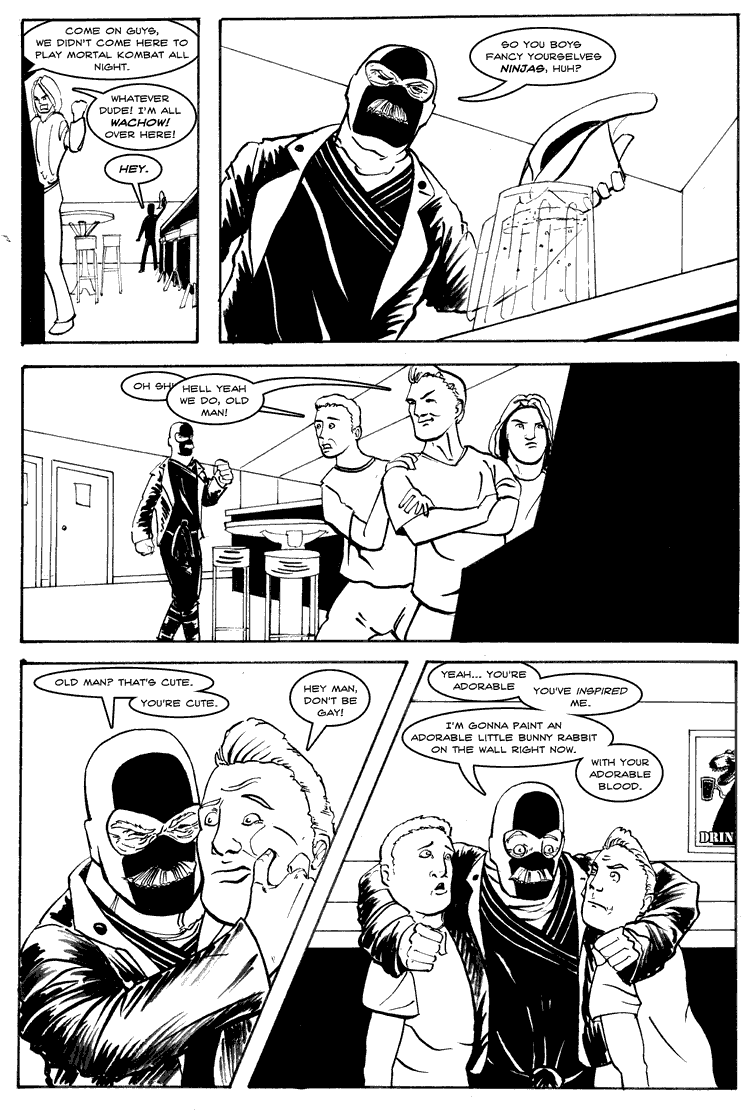 COME ON GUYS,
WE DIDN'T COME HERE TO
PLAY MORTAL KOMBAT ALL
NIGHT.
WHATEVER
DUDE! I'M ALL
WACHOW!
OVER HERE!
HEY.
SO YOU BOYS
FANCY YOURSELVES
NINJAS, HUH?
OH SH
HELL YEAH
WE DO, OLD
MAN!
OLD MAN? THAT'S CUTE.
YOU'RE CUTE.
HEY MAN,
DON'T BE
GAY!
YEAH... YOU'RE
ADORABLE
YOU'VE INSPIRED
ME.
I'M GONNA PAINT AN
ADORABLE LITTLE BUNNY RABBIT
ON THE WALL RIGHT NOW.
WITH YOUR
ADORABLE
BLOOD.
DRIN